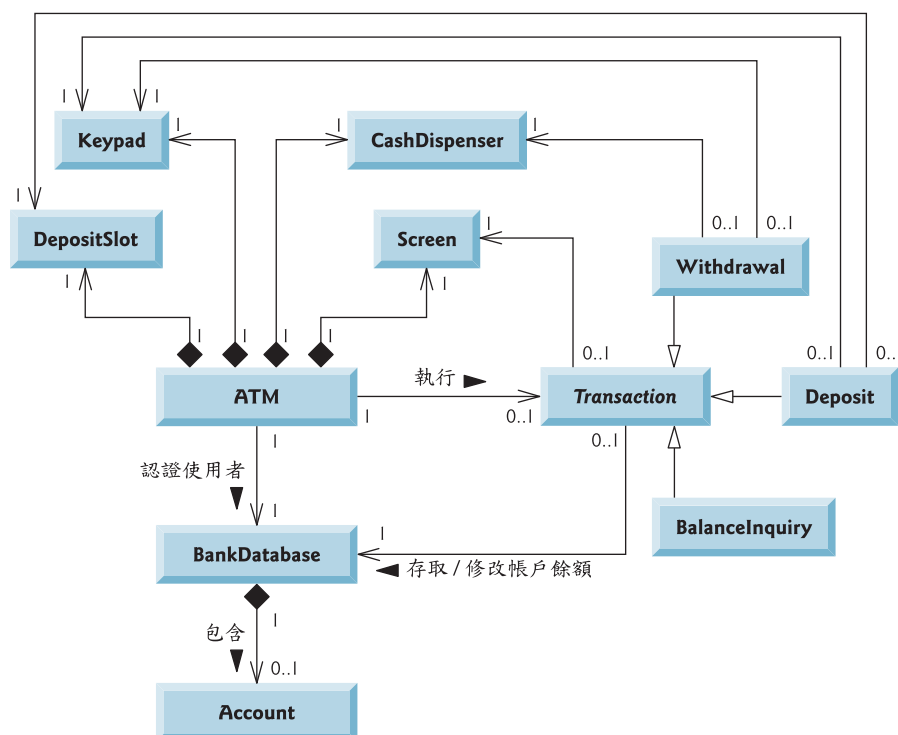 1 1
Keypad
1
1
CashDispenser
1
1
DepositSlot
1
Screen
1
1
0..1 0..1
Withdrawal
1 1 1 1
0..1
0..1 0..
ATM
執行
1
0..1
Transaction
Deposit
1
0..1
認證使用者
1
1
BankDatabase
存取 / 修改帳戶餘額
BalanceInquiry
1
包含
0..1
Account